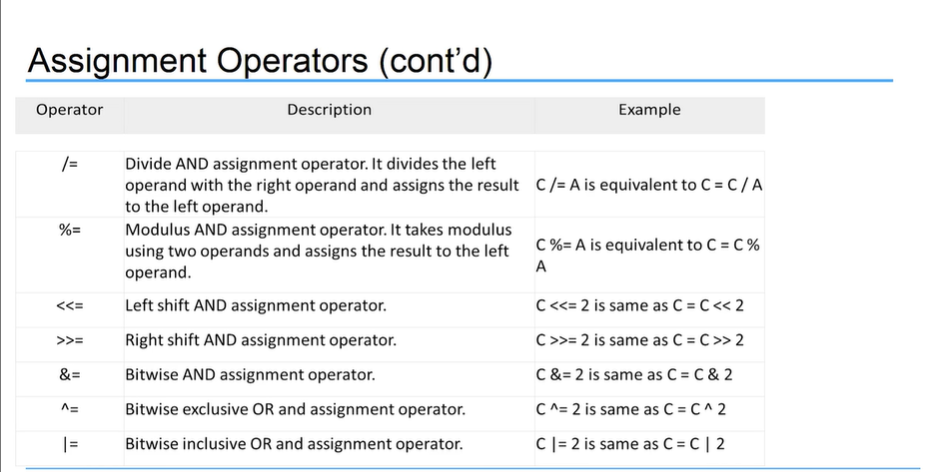 Assignment Operators (cont’d)
Operator Description Example
/= Divide AND assignment operator. It divides the left
operand with the right operand and assigns the result C /= A is equivalent to C = C / A
to the left operand.
%= Modulus AND assignment operator. It takes modulus
using two operands and assigns the result to the left C %= A is equivalent to C = C %
operand. A
<<= Left shift AND assignment operator. C <<= 2 is same as C = C << 2
>>= Right shift AND assignment operator. C >>= 2 is same as C = C >> 2
&= Bitwise AND assignment operator. C &= 2 is same as C = C & 2
^= Bitwise exclusive OR and assignment operator. C ^= 2 is same as C = C ^ 2
|= Bitwise inclusive OR and assignment operator. C |= 2 is same as C = C | 2